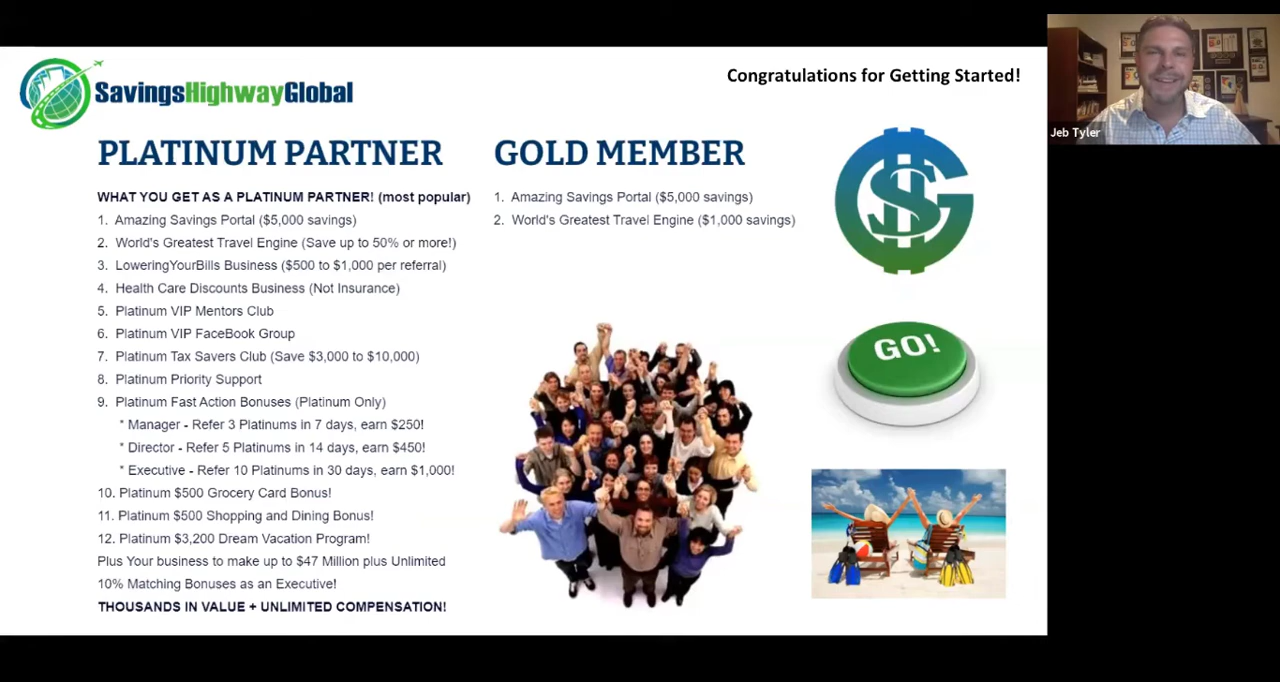 SavingsHighwayGlobal
Congratulations for Getting Started!
Jeb Tyler
PLATINUM PARTNER
WHAT YOU GET AS A PLATINUM PARTNER! (most popular)
1. Amazing Savings Portal ($5,000 savings)
2. World's Greatest Travel Engine (Save up to 50% or more!)
3. LoweringYourBills Business ($500 to $1,000 per referral)
4. Health Care Discounts Business (Not Insurance)
5. Platinum VIP Mentors Club
6. Platinum VIP FaceBook Group
7. Platinum Tax Savers Club (Save $3,000 to $10,000)
8. Platinum Priority Support
9. Platinum Fast Action Bonuses (Platinum Only)
* Manager - Refer 3 Platinums in 7 days, earn $250!
* Director - Refer 5 Platinums in 14 days, earn $450!
* Executive - Refer 10 Platinums in 30 days, earn $1,000!
10. Platinum $500 Grocery Card Bonus!
11. Platinum $500 Shopping and Dining Bonus!
12. Platinum $3,200 Dream Vacation Program!
Plus Your business to make up to $47 Million plus Unlimited
10% Matching Bonuses as an Executive!
THOUSANDS IN VALUE + UNLIMITED COMPENSATION!
GOLD MEMBER
1. Amazing Savings Portal ($5,000 savings)
2. World's Greatest Travel Engine ($1,000 savings)
GO!